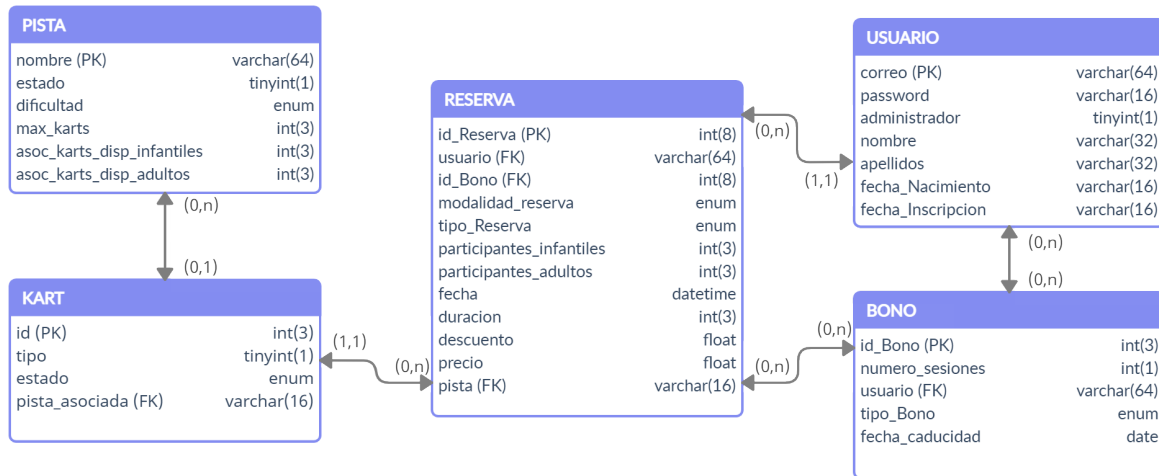 PISTA
nombre (PK) varchar(64)
estado tinyint(1)
dificultad enum
max_karts int(3)
asoc_karts_disp_infantiles int(3)
asoc_karts_disp_adultos int(3)
(0,n)
(0,1)
KART
id (PK) int(3)
tipo tinyint(1)
estado enum
pista_asociada (FK) varchar(16)
(1,1)
(0,n)
RESERVA
id_Reserva (PK) int(8)
usuario (FK) varchar(64)
id_Bono (FK) int(8)
modalidad_reserva enum
tipo_Reserva enum
participantes_infantiles int(3)
participantes_adultos int(3)
fecha datetime
duracion int(3)
descuento float
precio float
pista (FK) varchar(16)
(0,n)
(1,1)
(0,n)
(0,n)
USUARIO
correo (PK) varchar(64)
password varchar(16)
administrador tinyint(1)
nombre varchar(32)
apellidos varchar(32)
fecha_Nacimiento varchar(16)
fecha_Inscripcion varchar(16)
(0,n)
(0,n)
BONO
id_Bono (PK) int(3)
numero_sesiones int(1)
usuario (FK) varchar(64)
tipo_Bono enum
fecha_caducidad date